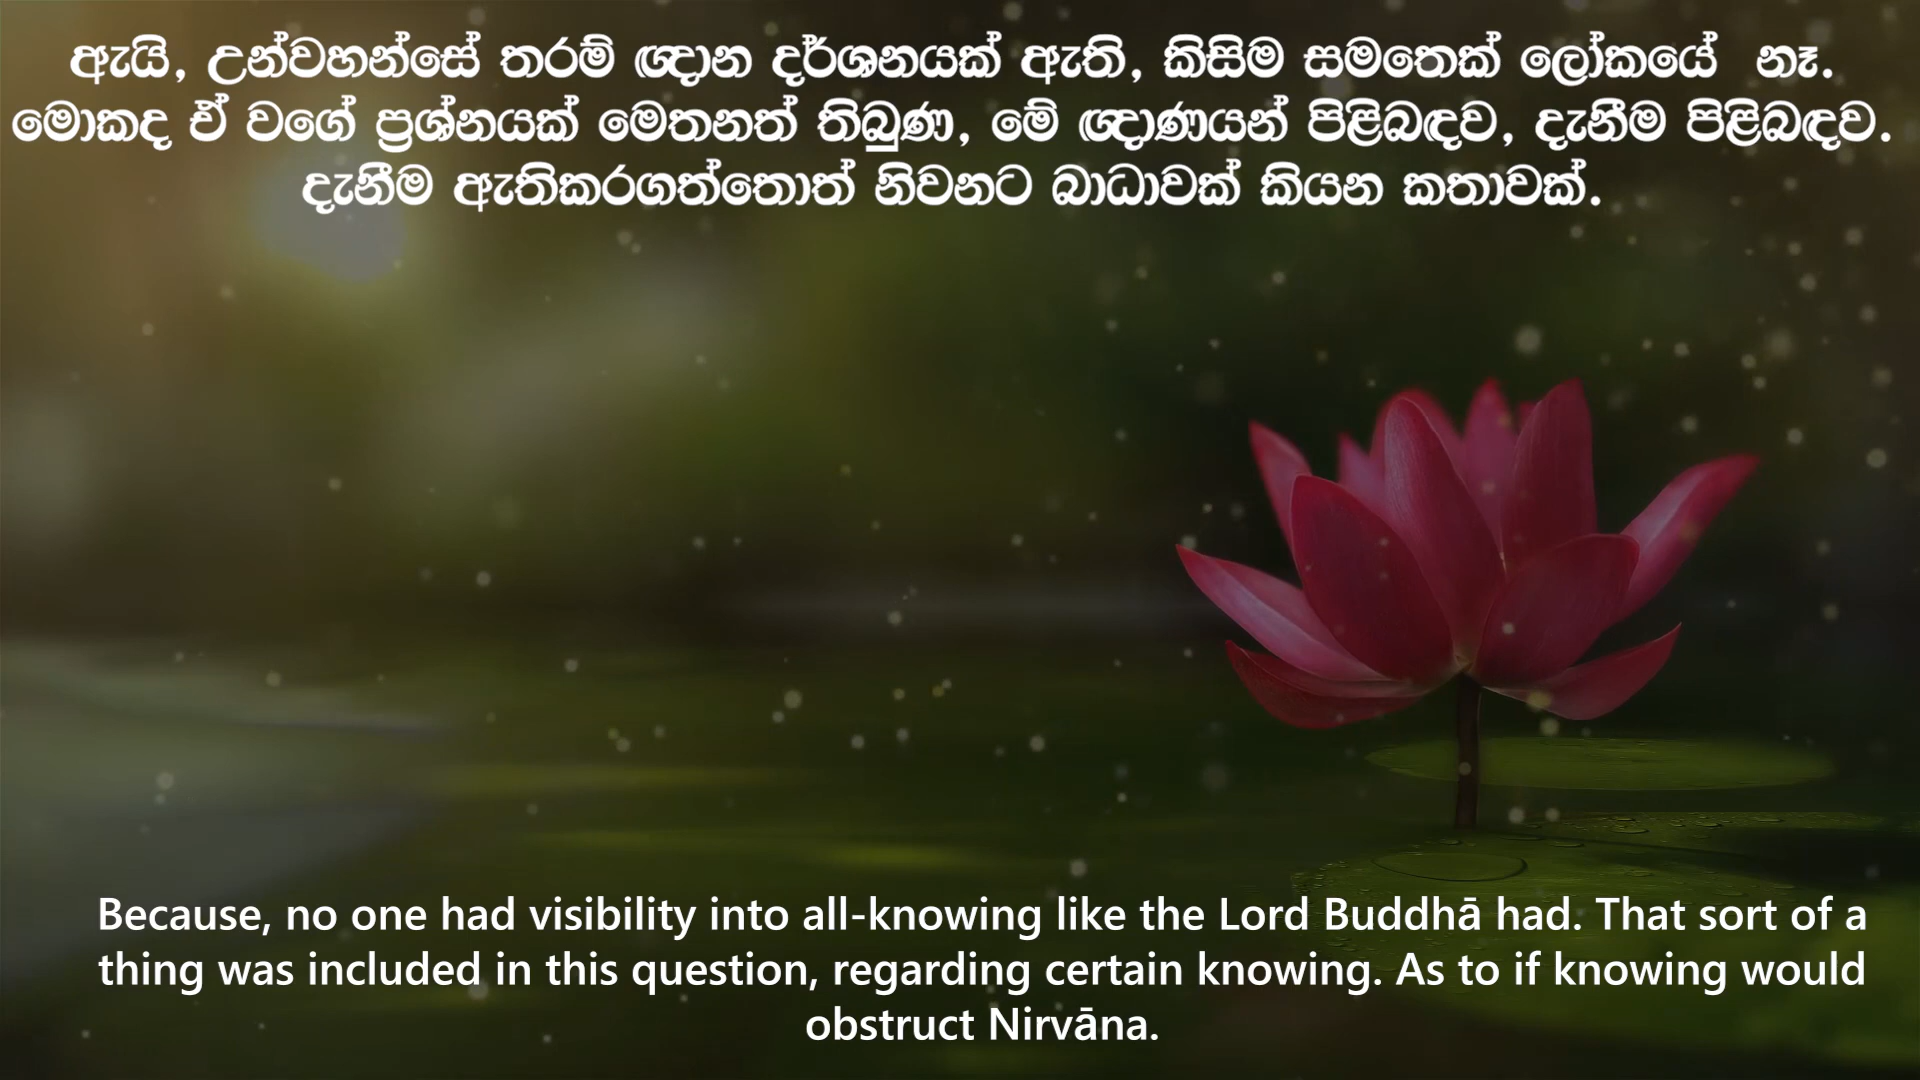 ඇයි, උන්වහන්සේ තරම් ඥාන දර්ශනයක් ඇති, කිසිම සමතෙක් ලෝකයේ නෑ.
මොකද ඒ වගේ ප්‍රශ්නයක් මෙතනත් තිබුණ, මේ ඥාණයන් පිළිබඳව, දැනීම පිළිබඳව.
දැනීම ඇතිකරගත්තොත් නිවනට බාධාවක් කියන කතාවක්.
Because, no one had visibility into all-knowing like the Lord Buddhā had. That sort of a
thing was included in this question, regarding certain knowing. As to if knowing would
obstruct Nirvāna.